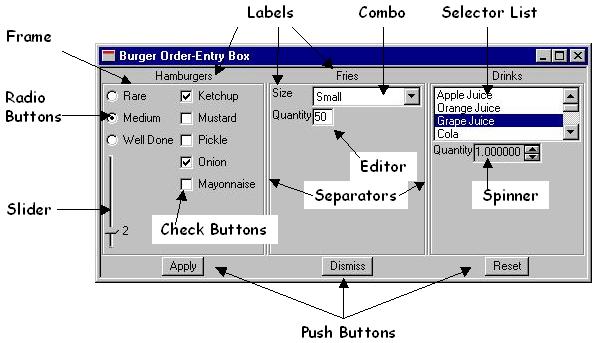 Labels
Combo
Selector List
Frame
Burger Order-Entry Box
Hamburgers
Fries
Drinks
Radio
Buttons
Rare
Medium
Well Done
Ketchup
Mustard
Pickle
Onion
Mayonnaise
Size
Small
Quantity
50
Apple Juice
Orange Juice
Grape Juice
Cola
Quantity
1.000000
Editor
Separators
Spinner
Slider
2
Check Buttons
Apply
Dismiss
Reset
Push Buttons